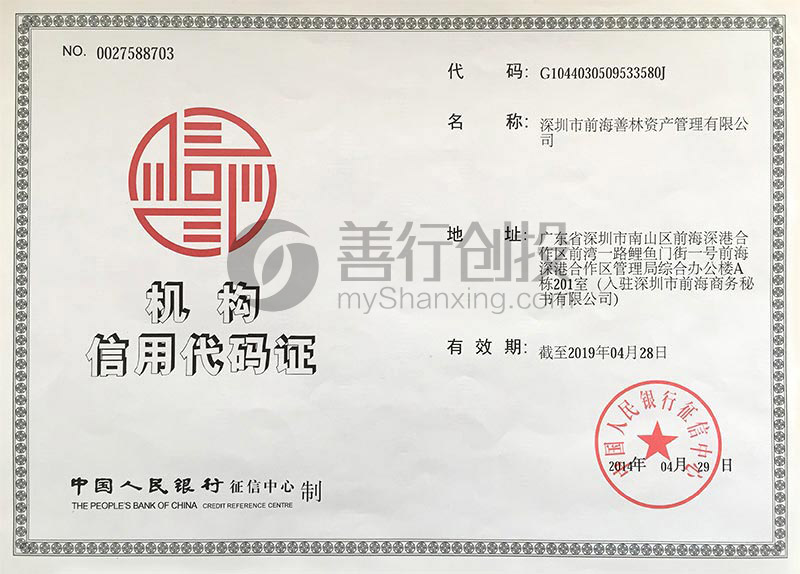 NO. 0027588703
机构
信用代码证
中国人民银行征信中心 制
THE PEOPLE'S BANK OF CHINA CREDIT REFERENCE CENTRE
代 码: G1044030509533580J
名 称: 深圳市前海善林资产管理有限公
司
地 址: 广东省深圳市南山区前海深港合
作区前湾一路鲤鱼门街一号前海
深港合作区管理局综合办公楼A
栋201室 (入驻深圳市前海商务秘
书有限公司)
有效期: 截至2019年04月28日
中国人民银行征信中心
2014年 04月 29 日
善行创投
myShanxing.com